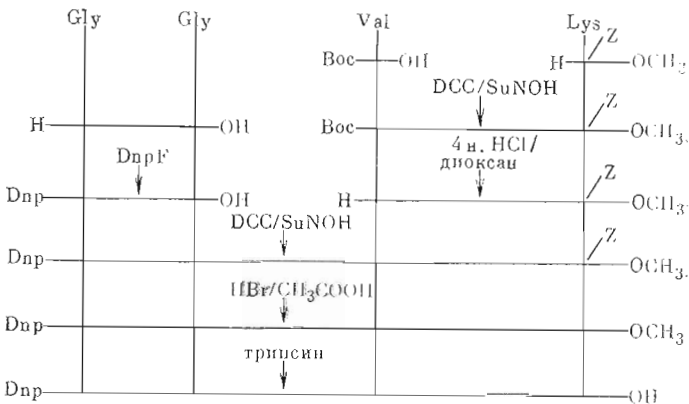 Gly Gly Val Lys
Boc OH H Z OCH₃
DCC/SuNOH
H OH Boc Z OCH₃
DnpF 4 н. HCl/
диоксан
Dnp OH H Z OCH₃
DCC/SuNOH
Dnp Z OCH₃
HBr/CH₃COOH
Dnp OCH₃
трипсин
Dnp OH